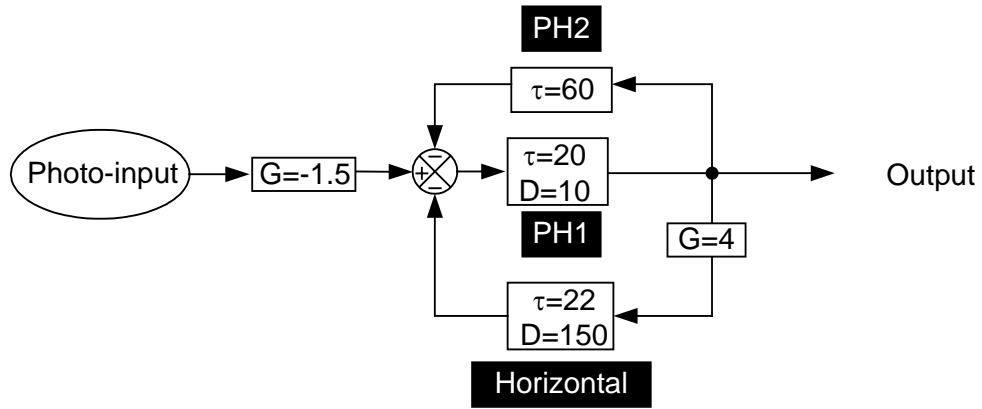 PH2
τ=60
Photo-input
G=-1.5
−
+
−
τ=20
D=10
Output
PH1
G=4
τ=22
D=150
Horizontal